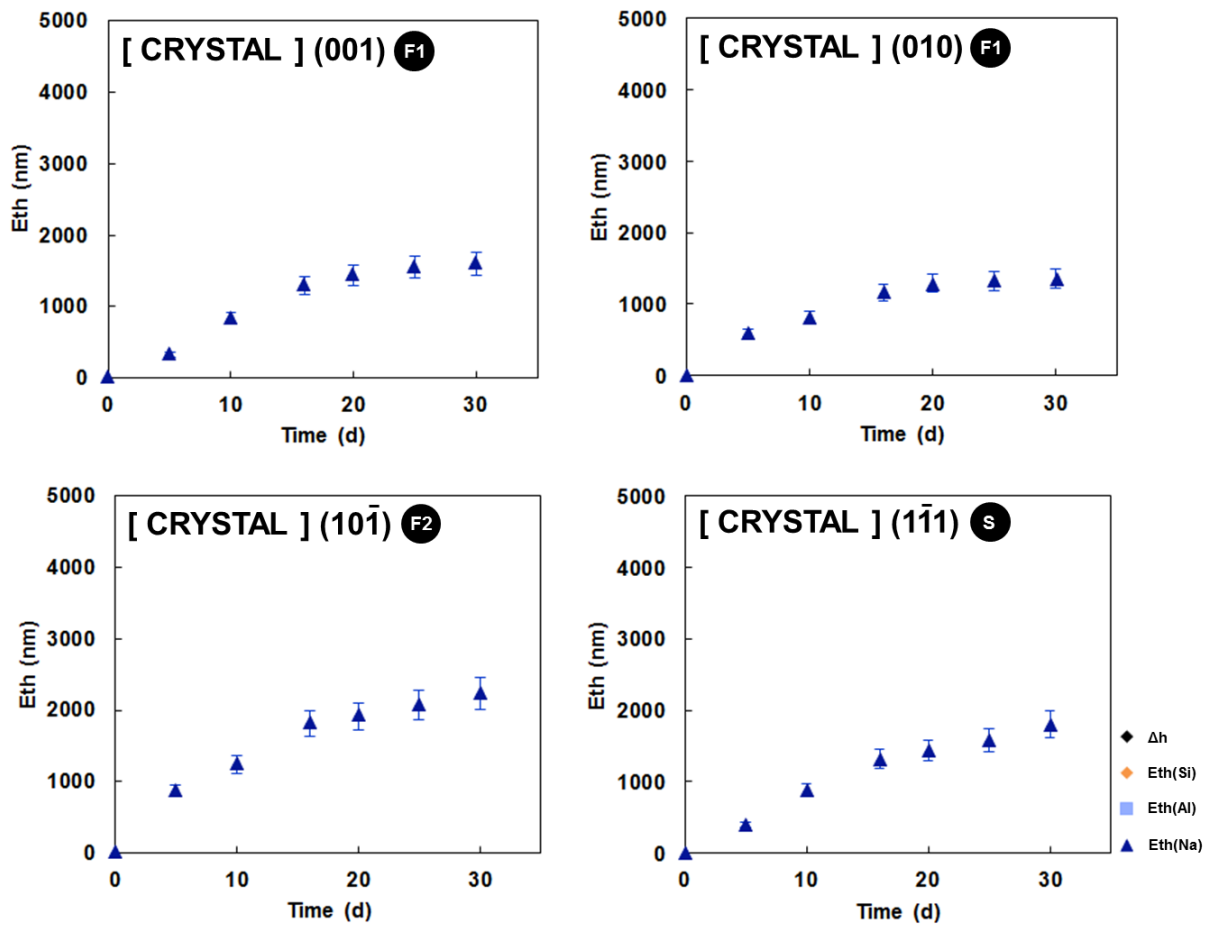 [ CRYSTAL ] (001) F1
5000
4000
3000
2000
1000
0
Eth (nm)
0 10 20 30
Time (d)
[ CRYSTAL ] (010) F1
5000
4000
3000
2000
1000
0
Eth (nm)
0 10 20 30
Time (d)
[ CRYSTAL ] (101̄) F2
5000
4000
3000
2000
1000
0
Eth (nm)
0 10 20 30
Time (d)
[ CRYSTAL ] (11̄1) S
5000
4000
3000
2000
1000
0
Eth (nm)
0 10 20 30
Time (d)
Δh
Eth(Si)
Eth(Al)
Eth(Na)